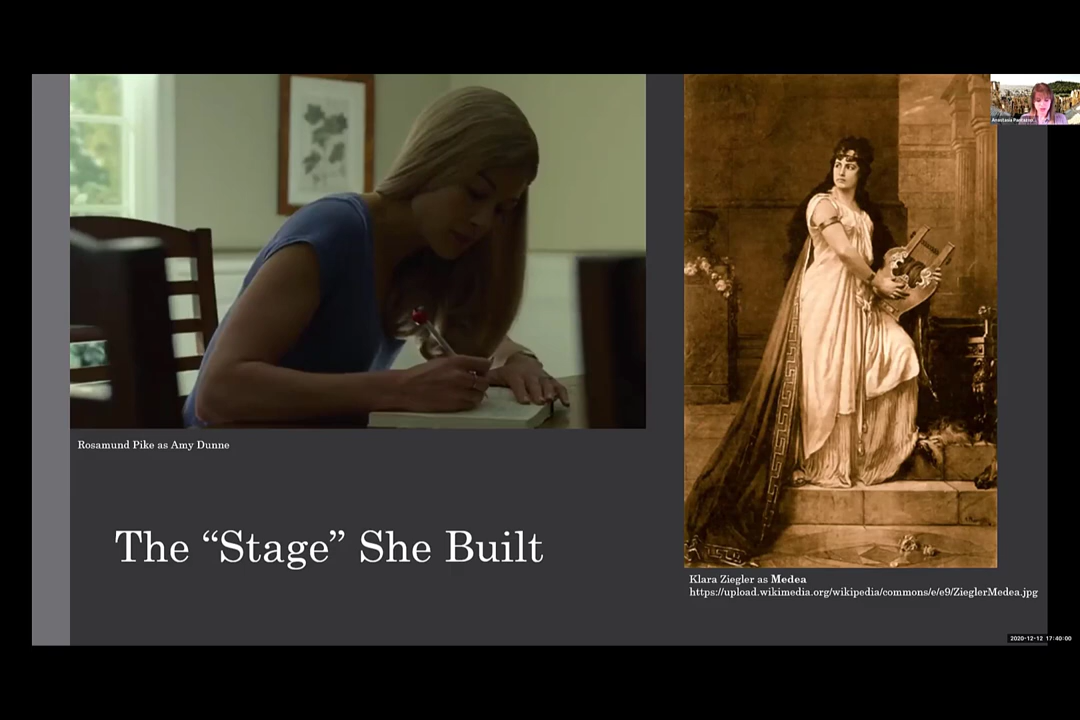 Anastasia
Rosamund Pike as Amy Dunne
The “Stage” She Built
Klara Ziegler as Medea
https://upload.wikimedia.org/wikipedia/commons/e/e9/ZieglerMedea.jpg
2020-12-12 17:40:00